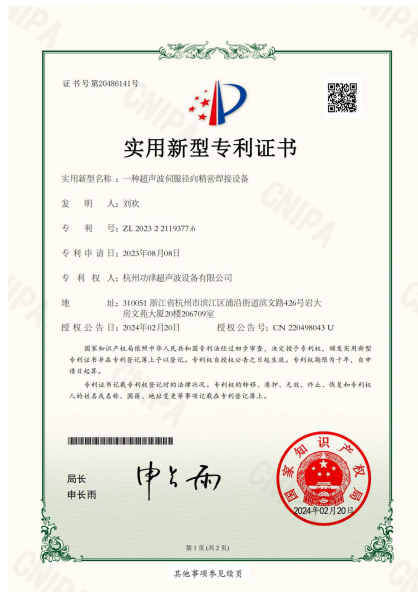 证书号第20486141号
实用新型专利证书
实用新型名称：一种超声波伺服径向精密焊接设备
发 明 人：刘欢
专 利 号：ZL 2023 2 2119377.6
专利申请日：2023年08月08日
专 利 权 人：杭州功律超声波设备有限公司
地 址：310051 浙江省杭州市滨江区浦沿街道滨文路426号岩大
房文苑大厦20楼206709室
授权公告日：2024年02月20日 授权公告号：CN 220498043 U
国家知识产权局依照中华人民共和国专利法经过初步审查，决定授予专利权，颁发实用新型
专利证书并在专利登记簿上予以登记。专利权自授权公告之日起生效。专利权期限为十年，自申
请日起算。
专利证书记载专利权登记时的法律状况。专利权的转移、质押、无效、终止、恢复和专利权
人的姓名或名称、国籍、地址变更等事项记载在专利登记簿上。
局长
申长雨
申长雨
国家知识产权局
2024年02月20日
第 1 页 (共 2 页)
其他事项参见续页
CNIPA
CNIPA
CNIPA
CNIPA
CNIPA